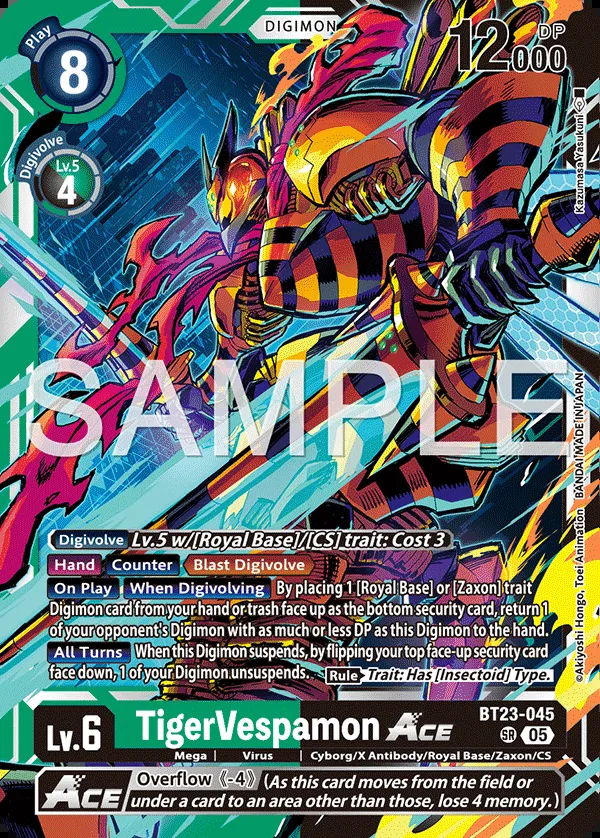 Play
8
DIGIMON
DP
12000
Digivolve
Lv.5
4
Kazumasa Yasukuni
SAMPLE
©Akiyoshi Hongo, Toei Animation BANDAI MADE IN JAPAN
Digivolve Lv.5 w/[Royal Base]/[CS] trait: Cost 3
Hand Counter Blast Digivolve
On Play When Digivolving By placing 1 [Royal Base] or [Zaxon] trait
Digimon card from your hand or trash face up as the bottom security card, return 1
of your opponent's Digimon with as much or less DP as this Digimon to the hand.
All Turns When this Digimon suspends, by flipping your top face-up security card
face down, 1 of your Digimon unsuspends. Rule Trait: Has [Insectoid] Type.
Lv.6
TigerVespamon ACE
BT23-045
SR 05
Mega Virus Cyborg/X Antibody/Royal Base/Zaxon/CS
ACE
Overflow《-4》(As this card moves from the field or
under a card to an area other than those, lose 4 memory.)